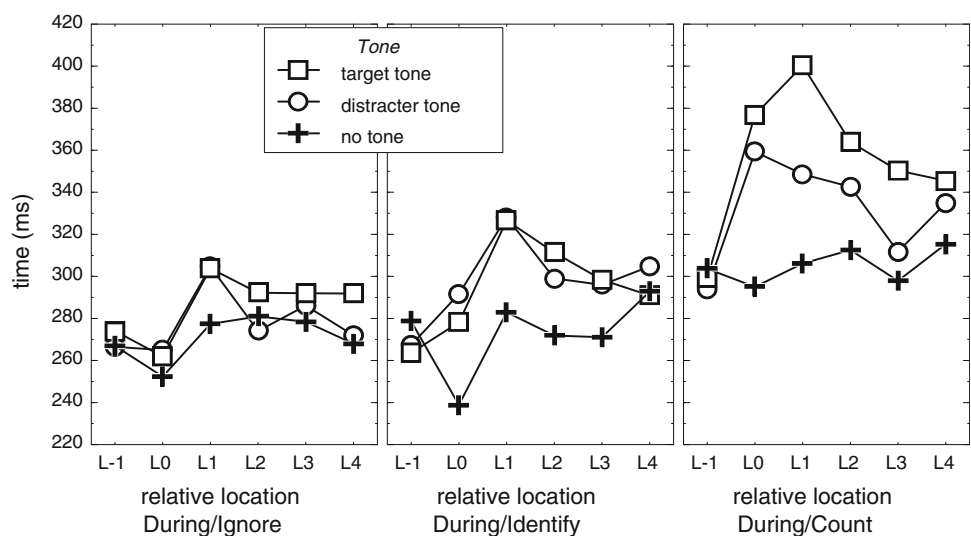 420
400
380
360
340
320
300
280
260
240
220
time (ms)
Tone
target tone
distracter tone
no tone
L-1 L0 L1 L2 L3 L4
relative location
During/Ignore
L-1 L0 L1 L2 L3 L4
relative location
During/Identify
L-1 L0 L1 L2 L3 L4
relative location
During/Count